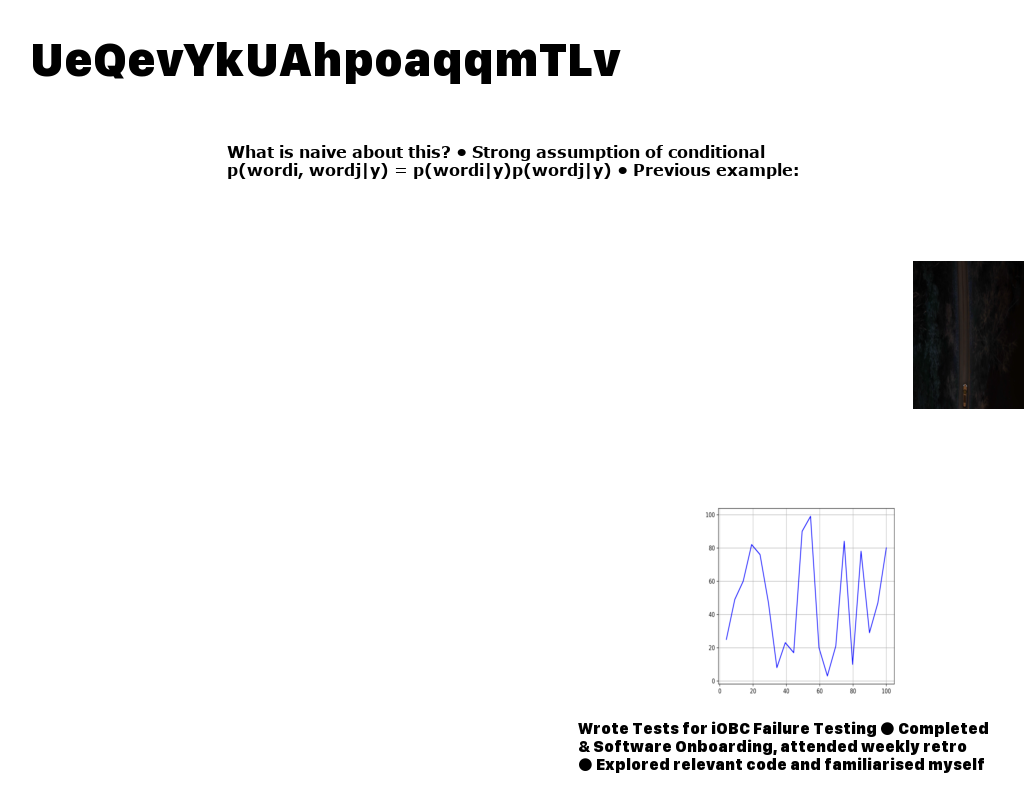 UeQevYkUAhpoaqqmTLv
What is naive about this? ● Strong assumption of conditional
p(wordi, wordj|y) = p(wordi|y)p(wordj|y) ● Previous example:
100
80
60
40
20
0
0 20 40 60 80 100
Wrote Tests for iOBC Failure Testing ● Completed
& Software Onboarding, attended weekly retro
● Explored relevant code and familiarised myself